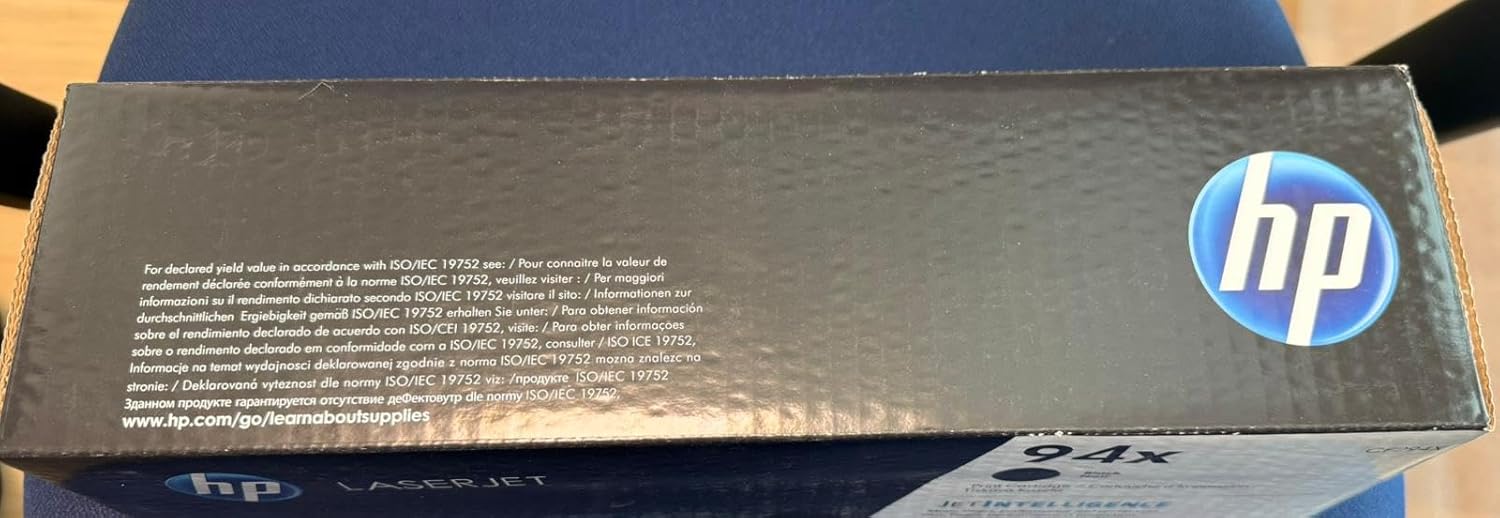 hp
For declared yield value in accordance with ISO/IEC 19752 see: / Pour connaitre la valeur de
rendement déclarée conformément à la norme ISO/IEC 19752, veuillez visiter : / Per maggiori
informazioni su il rendimento dichiarato secondo ISO/IEC 19752 visitare il sito: / Informationen zur
durchschnittlichen Ergiebigkeit gemäß ISO/IEC 19752 erhalten Sie unter: / Para obtener información
sobre el rendimiento declarado de acuerdo con ISO/CEI 19752, visite: / Para obter informações
sobre o rendimento declarado em conformidade corn a ISO/IEC 19752, consulter / ISO ICE 19752,
Informacje na temat wydajnosci deklarowanej zgodnie z norma ISO/IEC 19752 mozna znalezc na
stronie: / Deklarovaná vyteznost dle normy ISO/IEC 19752 viz: /продукте ISO/IEC 19752
Зданном продукте гарантируется отсутствие деФектовутр dle normy ISO/IEC 19752,
www.hp.com/go/learnaboutsupplies
hp LASERJET
94x
Black
Print Cartridge
JETINTELLIGENCE